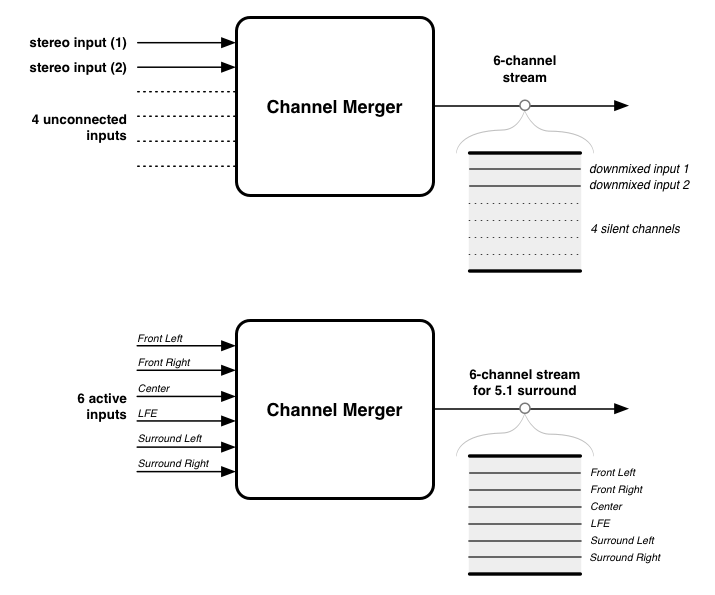 stereo input (1)
stereo input (2)
4 unconnected
inputs
Channel Merger
6-channel
stream
downmixed input 1
downmixed input 2
4 silent channels
6 active
inputs
Front Left
Front Right
Center
LFE
Surround Left
Surround Right
Channel Merger
6-channel stream
for 5.1 surround
Front Left
Front Right
Center
LFE
Surround Left
Surround Right